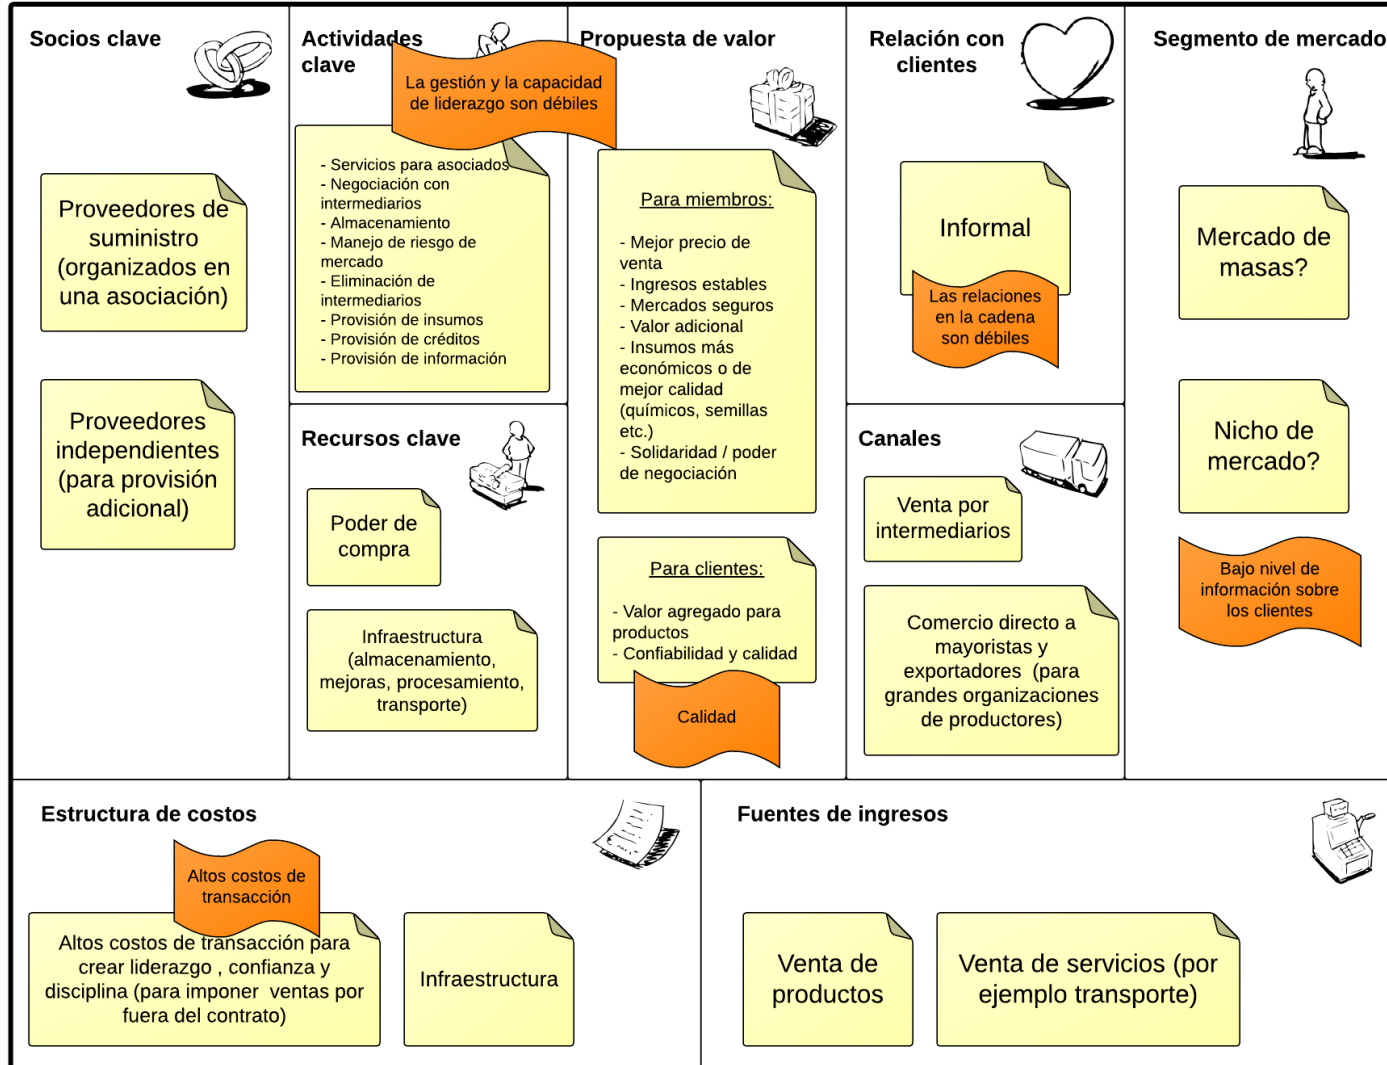 Socios clave
Proveedores de
suministro
(organizados en
una asociación)
Proveedores
independientes
(para provisión
adicional)
Actividades
clave
La gestión y la capacidad
de liderazgo son débiles
- Servicios para asociados
- Negociación con
intermediarios
- Almacenamiento
- Manejo de riesgo de
mercado
- Eliminación de
intermediarios
- Provisión de insumos
- Provisión de créditos
- Provisión de información
Recursos clave
Poder de
compra
Infraestructura
(almacenamiento,
mejoras, procesamiento,
transporte)
Propuesta de valor
Para miembros:
- Mejor precio de
venta
- Ingresos estables
- Mercados seguros
- Valor adicional
- Insumos más
económicos o de
mejor calidad
(químicos, semillas
etc.)
- Solidaridad / poder
de negociación
Para clientes:
- Valor agregado para
productos
- Confiabilidad y calidad
Calidad
Relación con
clientes
Informal
Las relaciones
en la cadena
son débiles
Canales
Venta por
intermediarios
Comercio directo a
mayoristas y
exportadores (para
grandes organizaciones
de productores)
Segmento de mercado
Mercado de
masas?
Nicho de
mercado?
Bajo nivel de
información sobre
los clientes
Estructura de costos
Altos costos de
transacción
Altos costos de transacción para
crear liderazgo , confianza y
disciplina (para imponer ventas por
fuera del contrato)
Infraestructura
Fuentes de ingresos
Venta de
productos
Venta de servicios (por
ejemplo transporte)